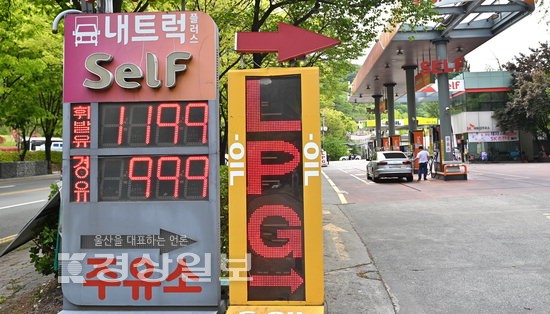 내트럭 플러스
Self
휘발유 1199
경유 999
울산을 대표하는 언론
경상일보
주유소
LPG
SELF